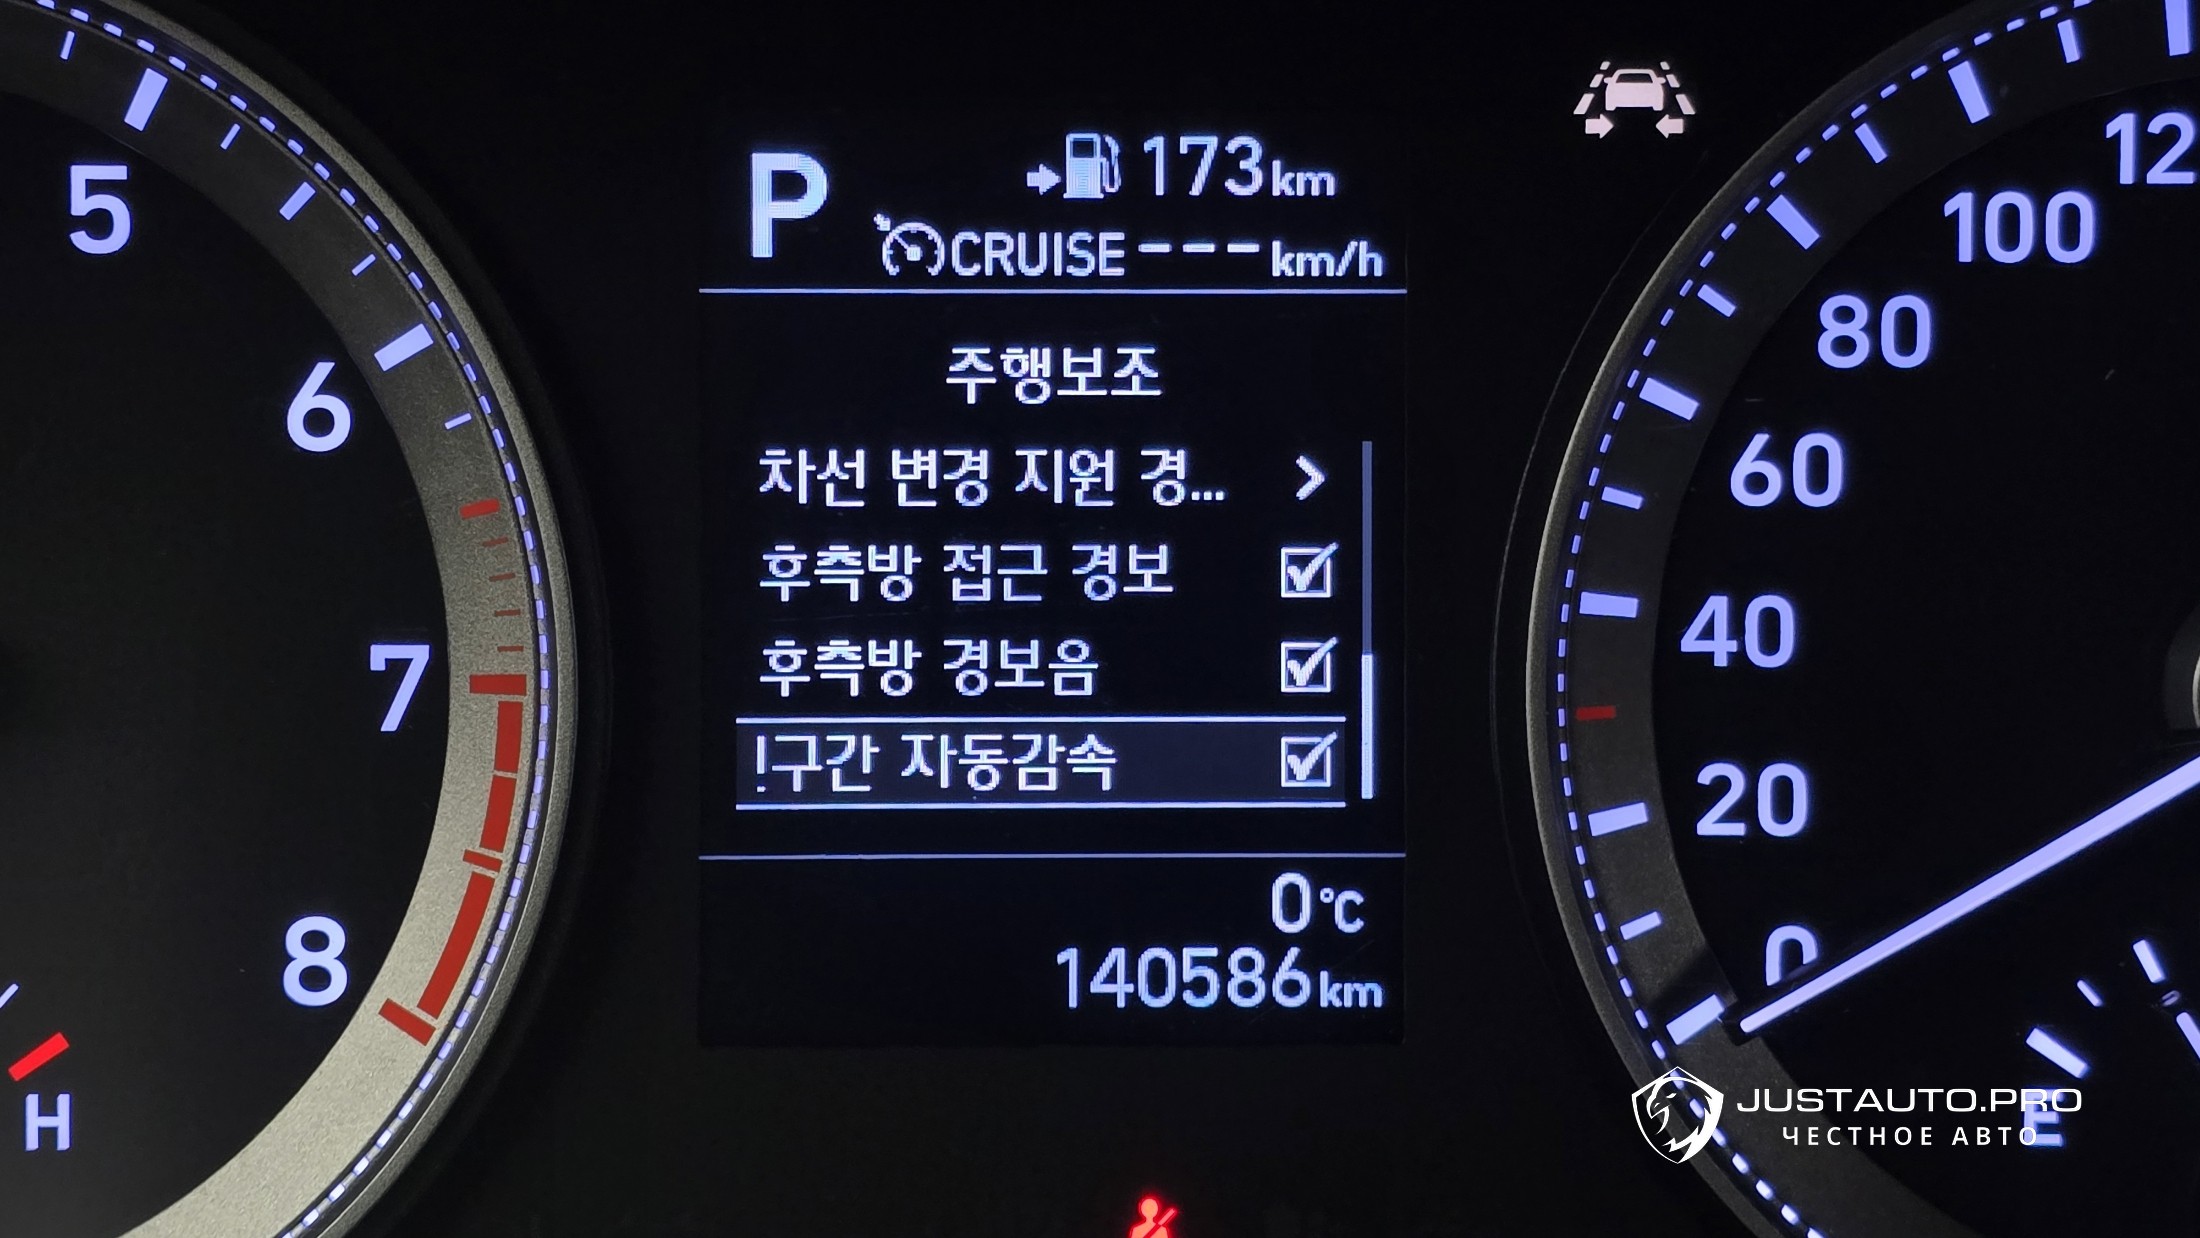 5
6
7
8
H
P
173km
CRUISE ---km/h
주행보조
차선 변경 지원 경...
후측방 접근 경보
후측방 경보음
!구간 자동감속
0°C
140586km
12
100
80
60
40
20
0
E
JUSTAUTO.PRO
ЧЕСТНОЕ АВТО